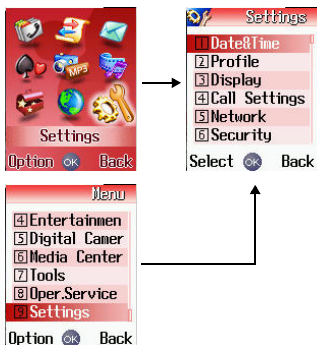 MP3
Settings
Option OK Back
Settings
1 Date&Time
2 Profile
3 Display
4 Call Settings
5 Network
6 Security
Select OK Back
Menu
4 Entertainmen
5 Digital Camer
6 Media Center
7 Tools
8 Oper.Service
9 Settings
Option OK Back